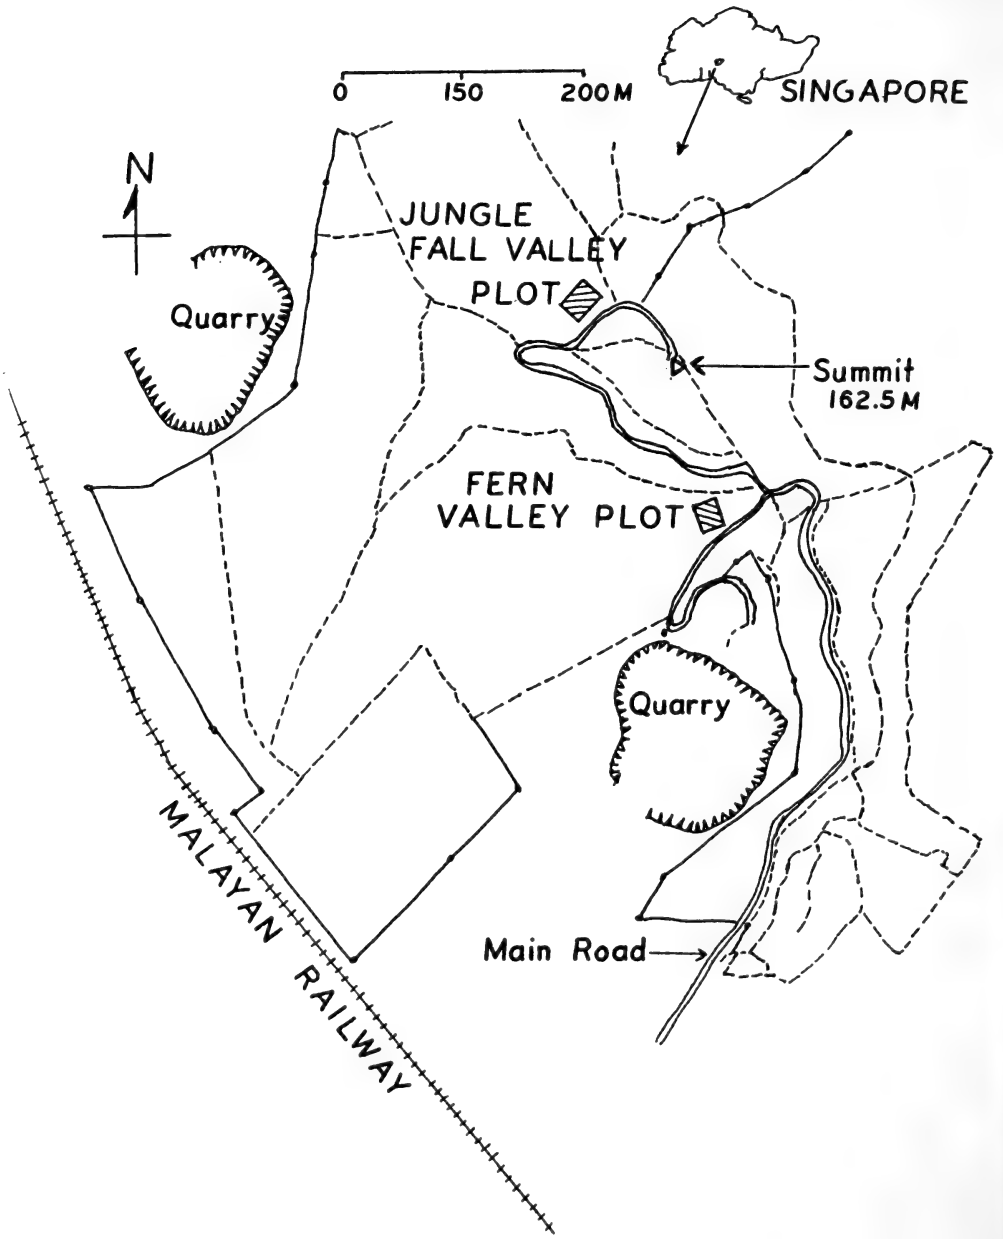 0 150 200M
SINGAPORE
N
JUNGLE
FALL VALLEY
PLOT
Quarry
Summit
162.5M
FERN
VALLEY PLOT
Quarry
MALAYAN RAILWAY
Main Road